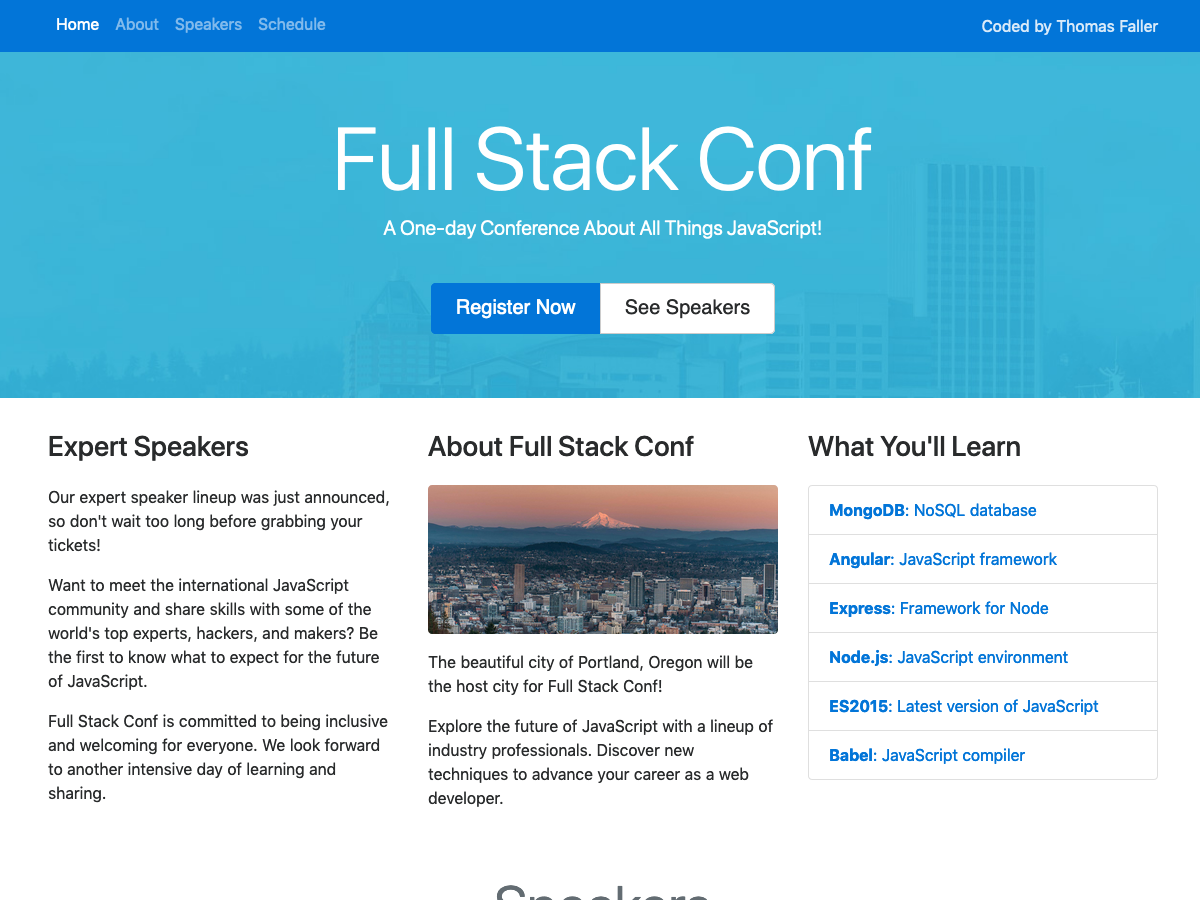 Home About Speakers Schedule
Coded by Thomas Faller
Full Stack Conf
A One-day Conference About All Things JavaScript!
Register Now
See Speakers
Expert Speakers
Our expert speaker lineup was just announced,
so don't wait too long before grabbing your
tickets!
Want to meet the international JavaScript
community and share skills with some of the
world's top experts, hackers, and makers? Be
the first to know what to expect for the future
of JavaScript.
Full Stack Conf is committed to being inclusive
and welcoming for everyone. We look forward
to another intensive day of learning and
sharing.
About Full Stack Conf
The beautiful city of Portland, Oregon will be
the host city for Full Stack Conf!
Explore the future of JavaScript with a lineup of
industry professionals. Discover new
techniques to advance your career as a web
developer.
What You'll Learn
MongoDB: NoSQL database
Angular: JavaScript framework
Express: Framework for Node
Node.js: JavaScript environment
ES2015: Latest version of JavaScript
Babel: JavaScript compiler
Speakers